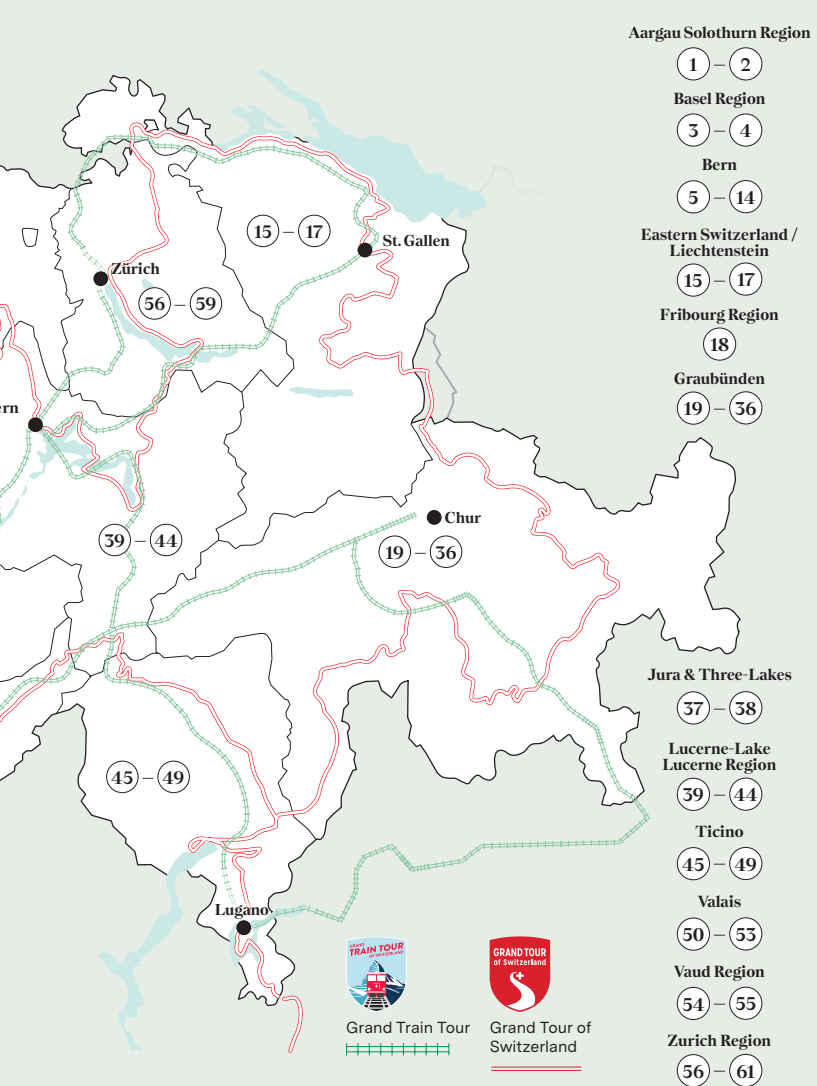 Aargau Solothurn Region
1 – 2
Basel Region
3 – 4
Bern
5 – 14
Eastern Switzerland /
Liechtenstein
15 – 17
Fribourg Region
18
Graubünden
19 – 36
15 – 17
St. Gallen
Zürich
56 – 59
ern
Chur
39 – 44
19 – 36
45 – 49
Lugano
Jura & Three-Lakes
37 – 38
Lucerne-Lake
Lucerne Region
39 – 44
Ticino
45 – 49
Valais
50 – 53
Vaud Region
54 – 55
Zurich Region
56 – 61
GRAND
TRAIN TOUR
OF SWITZERLAND
Grand Train Tour
GRAND TOUR
of Switzerland
Grand Tour of
Switzerland